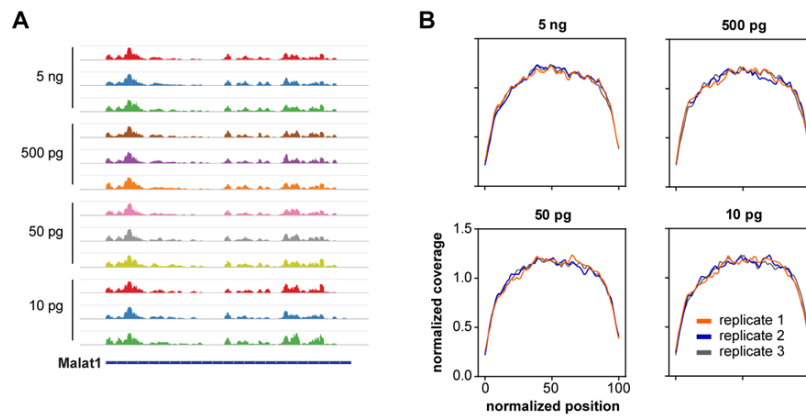 A
5 ng
500 pg
50 pg
10 pg
Malat1
B
5 ng
500 pg
50 pg
10 pg
normalized coverage
1.5
1.0
0.5
0.0
0
50
100
normalized position
replicate 1
replicate 2
replicate 3